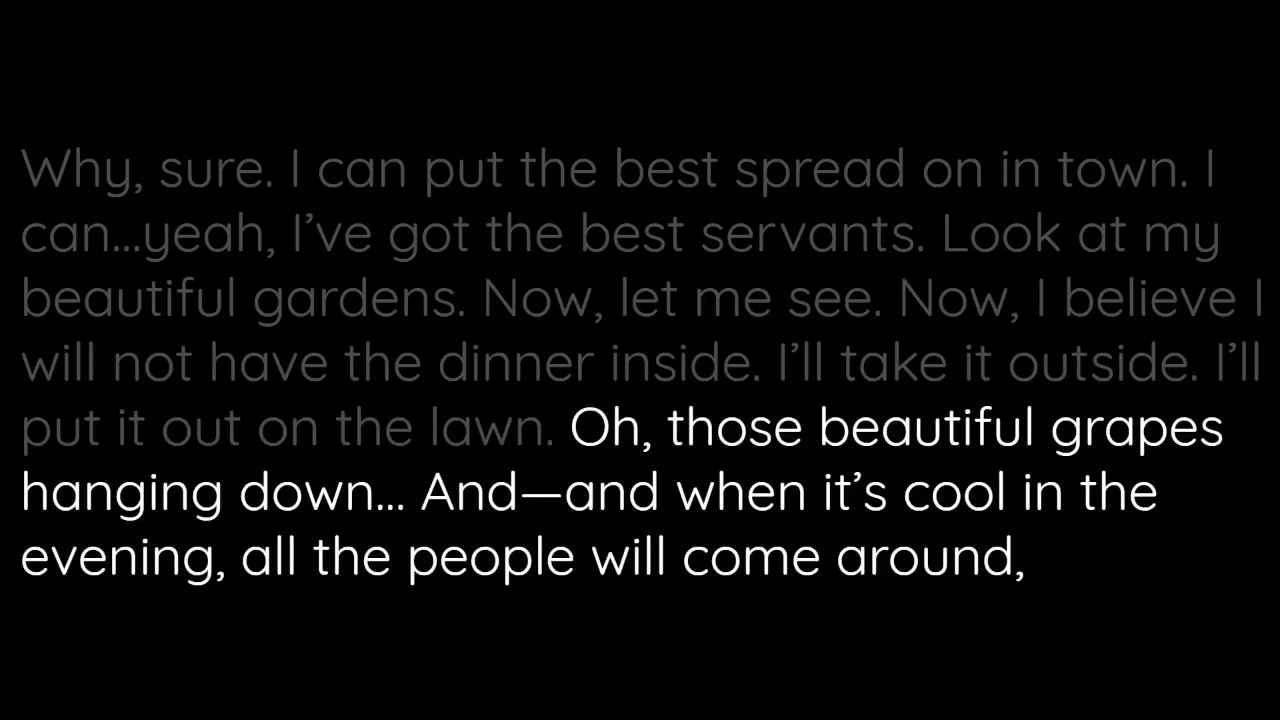 Why, sure. I can put the best spread on in town. I
can...yeah, I’ve got the best servants. Look at my
beautiful gardens. Now, let me see. Now, I believe I
will not have the dinner inside. I’ll take it outside. I’ll
put it out on the lawn. Oh, those beautiful grapes
hanging down... And—and when it’s cool in the
evening, all the people will come around,